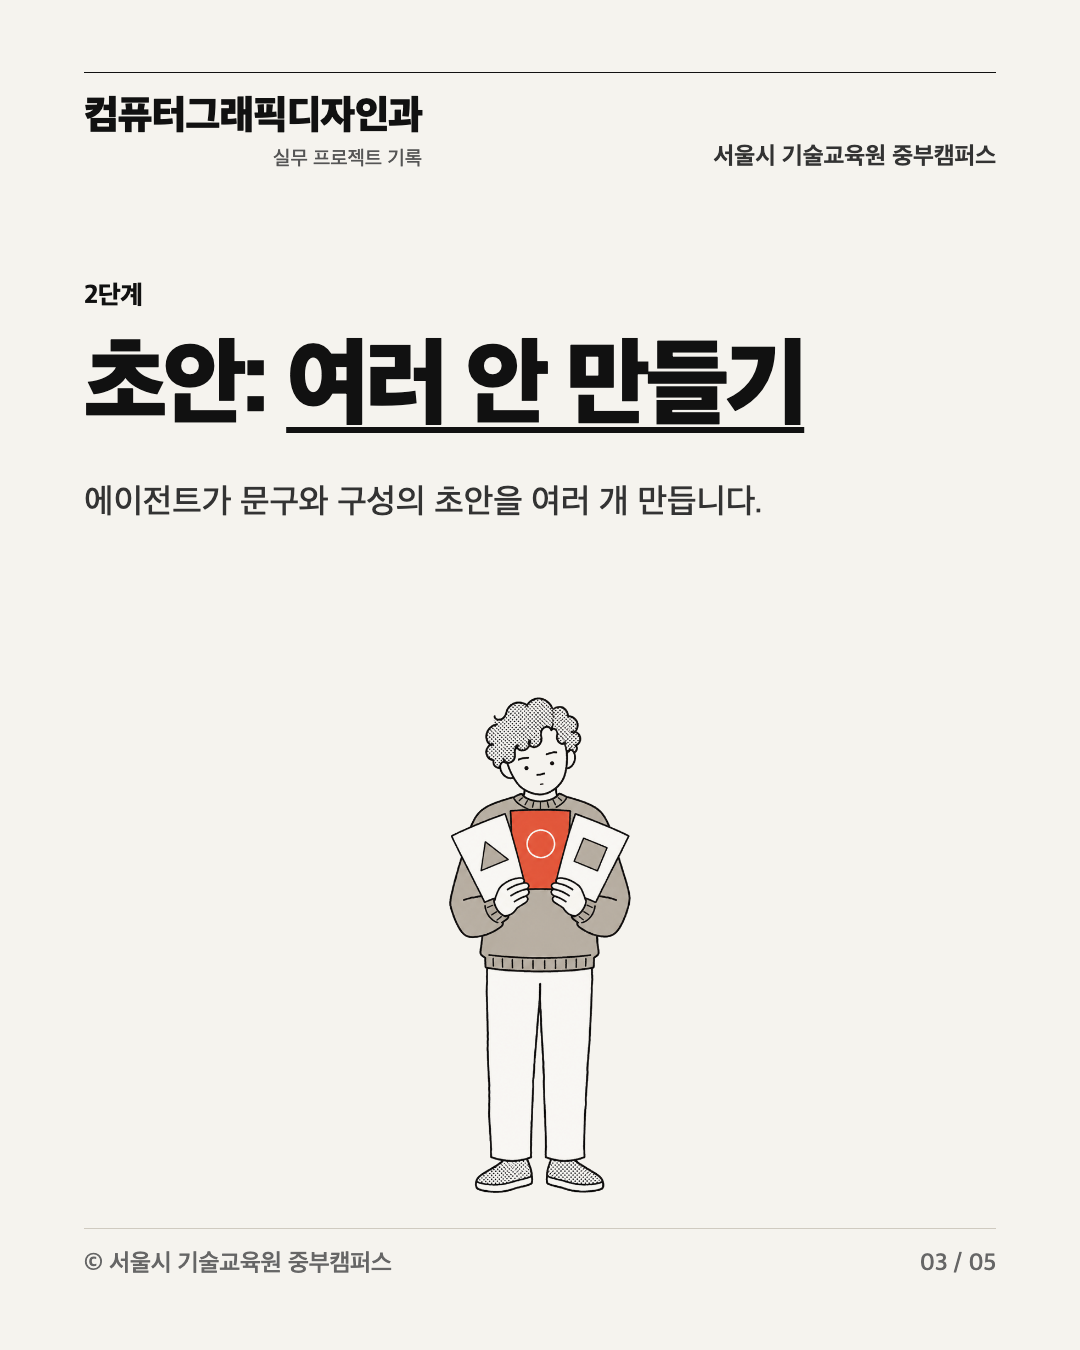 컴퓨터그래픽디자인과
실무 프로젝트 기록
서울시 기술교육원 중부캠퍼스
2단계
초안: 여러 안 만들기
에이전트가 문구와 구성의 초안을 여러 개 만듭니다.
© 서울시 기술교육원 중부캠퍼스
03 / 05